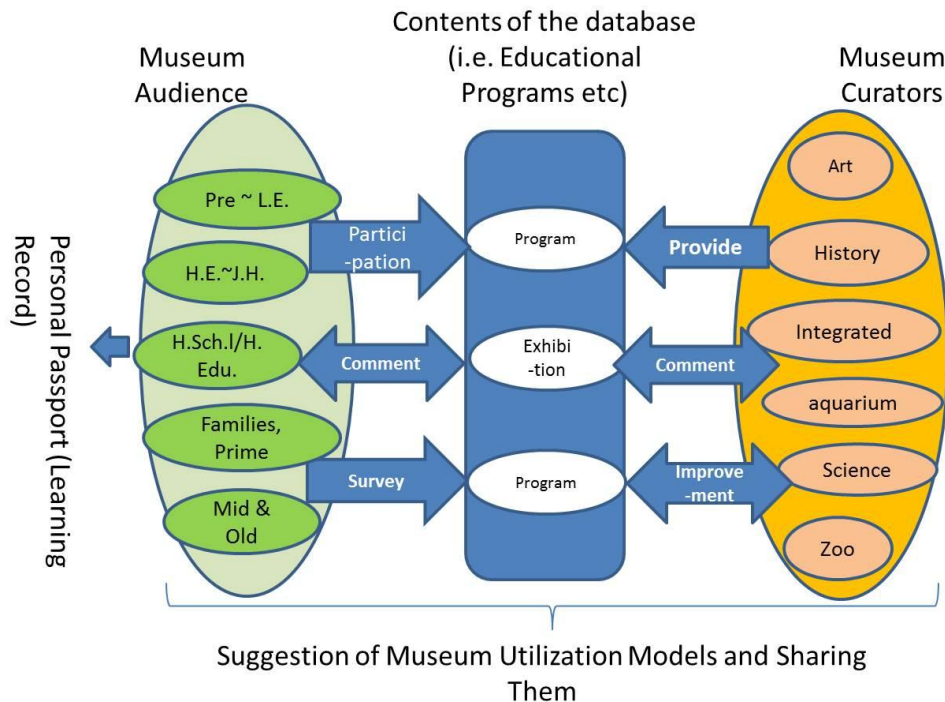 Contents of the database
(i.e. Educational
Programs etc)
Museum
Audience
Museum
Curators
Pre ~ L.E.
H.E.~J.H.
H.Sch.l/H.
Edu.
Families,
Prime
Mid &
Old
Personal Passport (Learning
Record)
Partici
-pation
Comment
Survey
Program
Exhibi
-tion
Program
Provide
Comment
Improve
-ment
Art
History
Integrated
aquarium
Science
Zoo
Suggestion of Museum Utilization Models and Sharing
Them